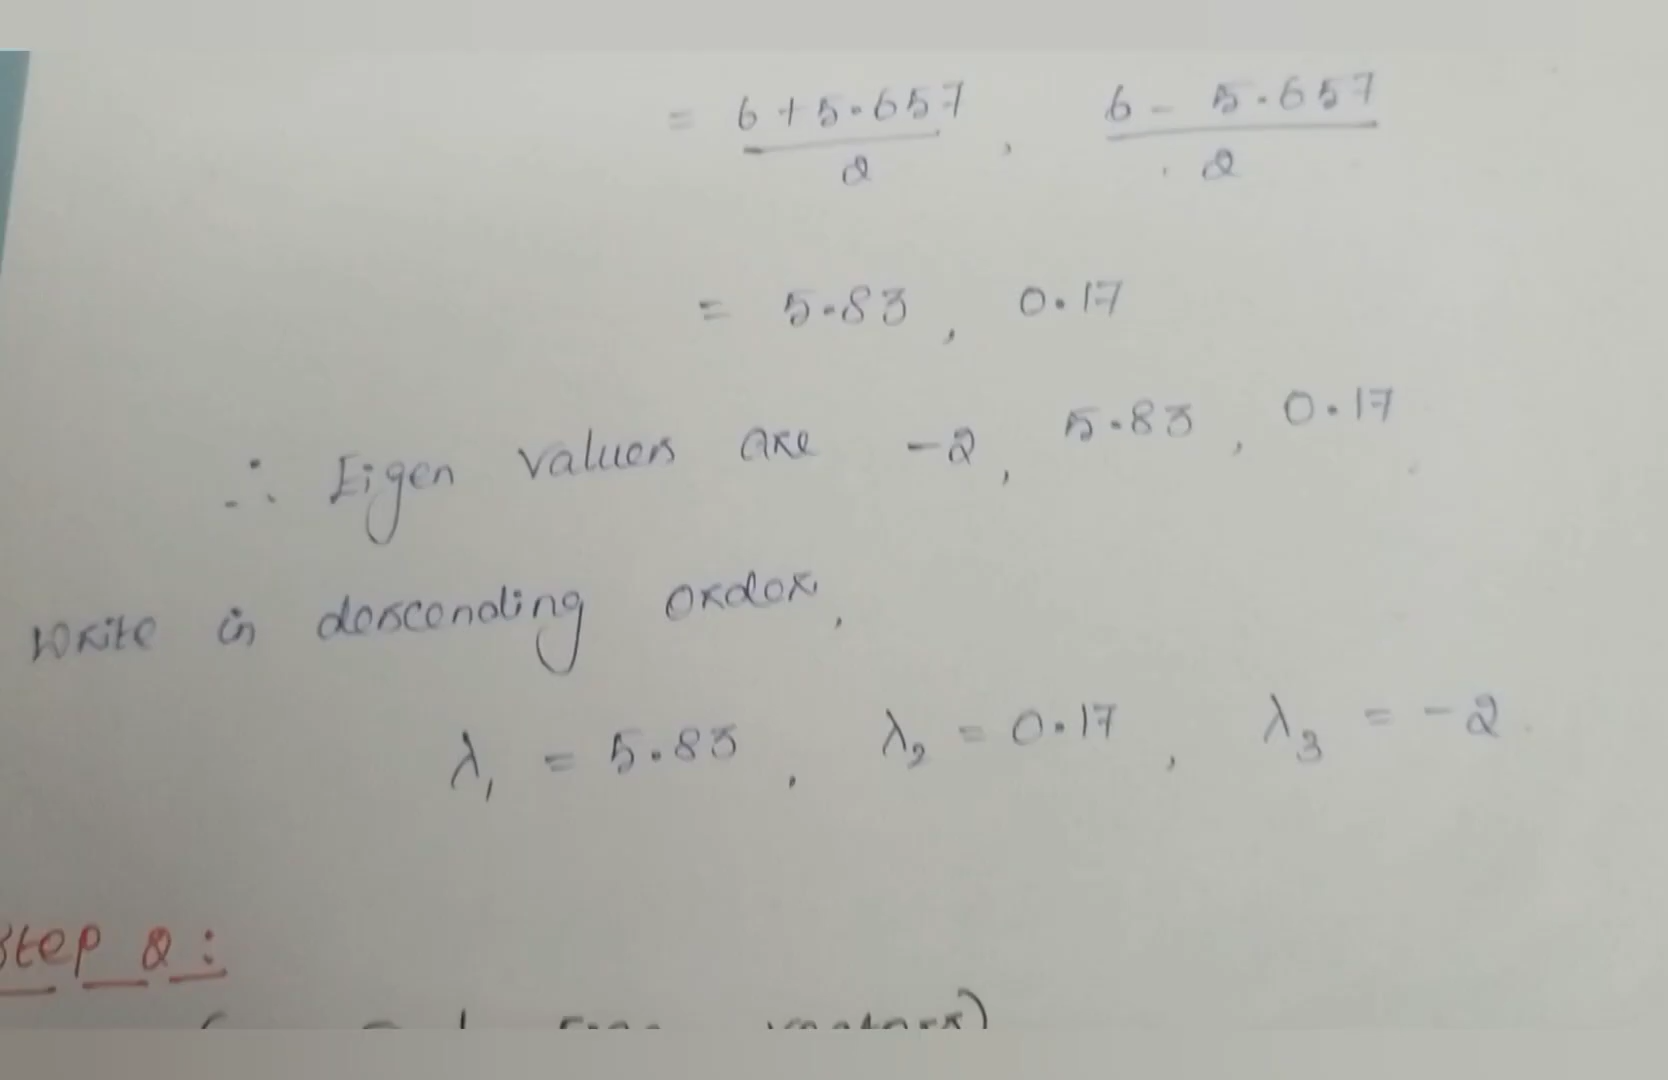 = 6+5.657/2 , 6-5.657/2
= 5.83 , 0.17
∴ Eigen values are -2 , 5.83 , 0.17
Write in descending order,
λ₁ = 5.83 , λ₂ = 0.17 , λ₃ = -2
Step 2: